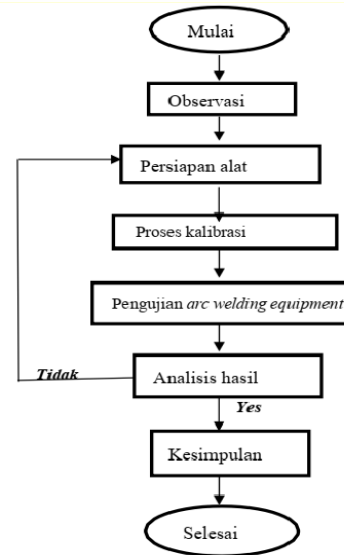 Mulai
Observasi
Persiapan alat
Proses kalibrasi
Pengujian arc welding equipment
Tidak
Analisis hasil
Yes
Kesimpulan
Selesai